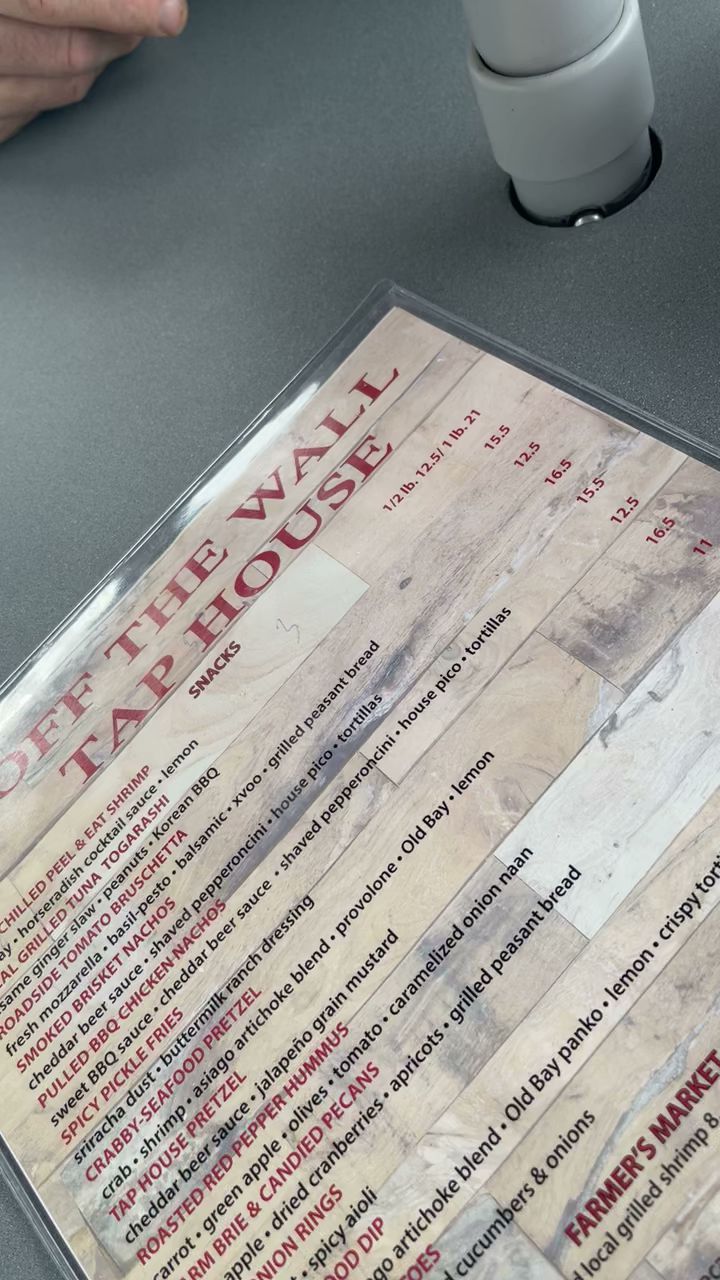 OFF THE WALL
TAP HOUSE
SNACKS
CHILLED PEEL & EAT SHRIMP 1/2 lb. 12.5/ 1 lb. 21
horseradish cocktail sauce • lemon
GRILLED TUNA TOGARASHI 15.5
ginger slaw • peanuts • Korean BBQ
ROADSIDE TOMATO BRUSCHETTA 12.5
fresh mozzarella • basil-pesto • balsamic • xvoo • grilled peasant bread
SMOKED BRISKET NACHOS 16.5
cheddar beer sauce • shaved pepperoncini • house pico • tortillas
PULLED BBQ CHICKEN NACHOS 15.5
sweet BBQ sauce • cheddar beer sauce • shaved pepperoncini • house pico • tortillas
SPICY PICKLE FRIES 12.5
sriracha dust • buttermilk ranch dressing
CRABBY-SEAFOOD PRETZEL 16.5
crab • shrimp • asiago artichoke blend • provolone • Old Bay • lemon
TAP HOUSE PRETZEL 11
cheddar beer sauce • jalapeño grain mustard
ROASTED RED PEPPER HUMMUS
carrot • green apple • olives • tomato • caramelized onion naan
BRIE & CANDIED PECANS
apple • dried cranberries • apricots • grilled peasant bread
ONION RINGS
• spicy aioli
DIP
artichoke blend • Old Bay panko • lemon • crispy
cucumbers & onions
FARMER'S MARKET
local grilled shrimp 8